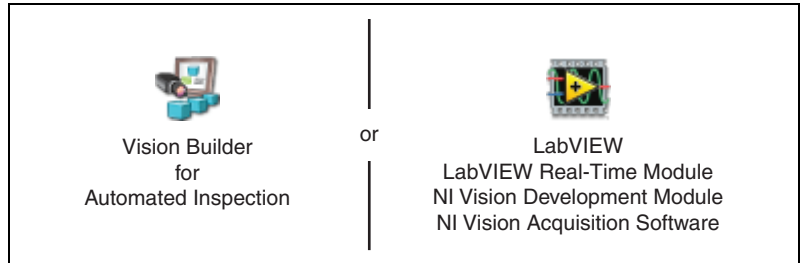 Vision Builder
for
Automated Inspection
or
LabVIEW
LabVIEW Real-Time Module
NI Vision Development Module
NI Vision Acquisition Software